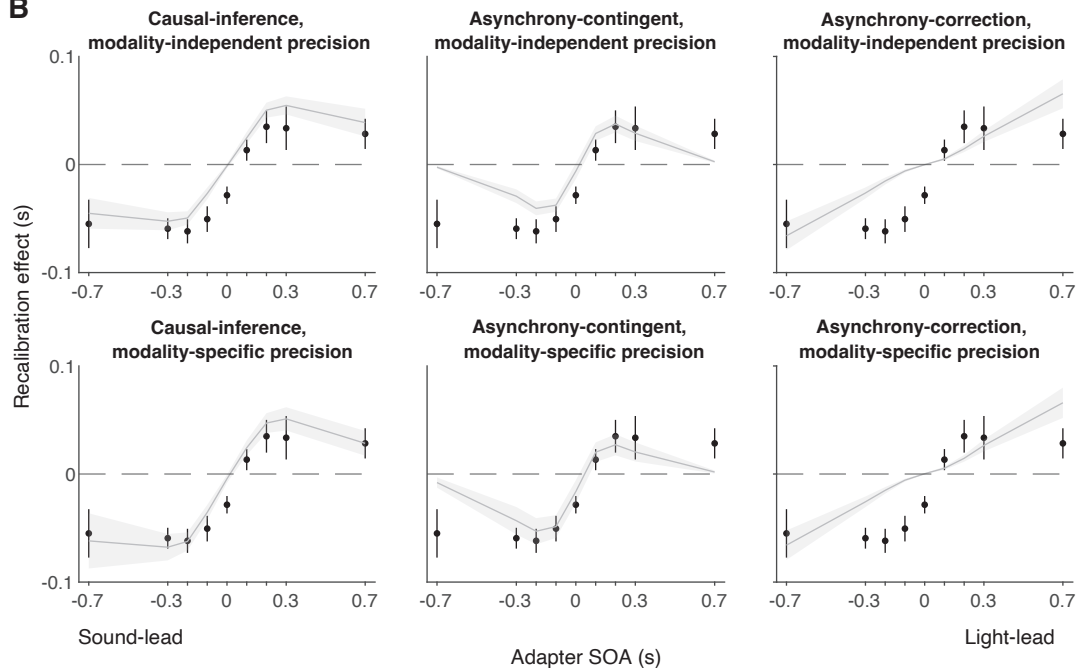 B
Causal-inference,
modality-independent precision
Asynchrony-contingent,
modality-independent precision
Asynchrony-correction,
modality-independent precision
0.1
0
-0.1
-0.7 -0.3 0 0.3 0.7
-0.7 -0.3 0 0.3 0.7
-0.7 -0.3 0 0.3 0.7
Recalibration effect (s)
Causal-inference,
modality-specific precision
Asynchrony-contingent,
modality-specific precision
Asynchrony-correction,
modality-specific precision
0.1
0
-0.1
-0.7 -0.3 0 0.3 0.7
-0.7 -0.3 0 0.3 0.7
-0.7 -0.3 0 0.3 0.7
Sound-lead
Light-lead
Adapter SOA (s)